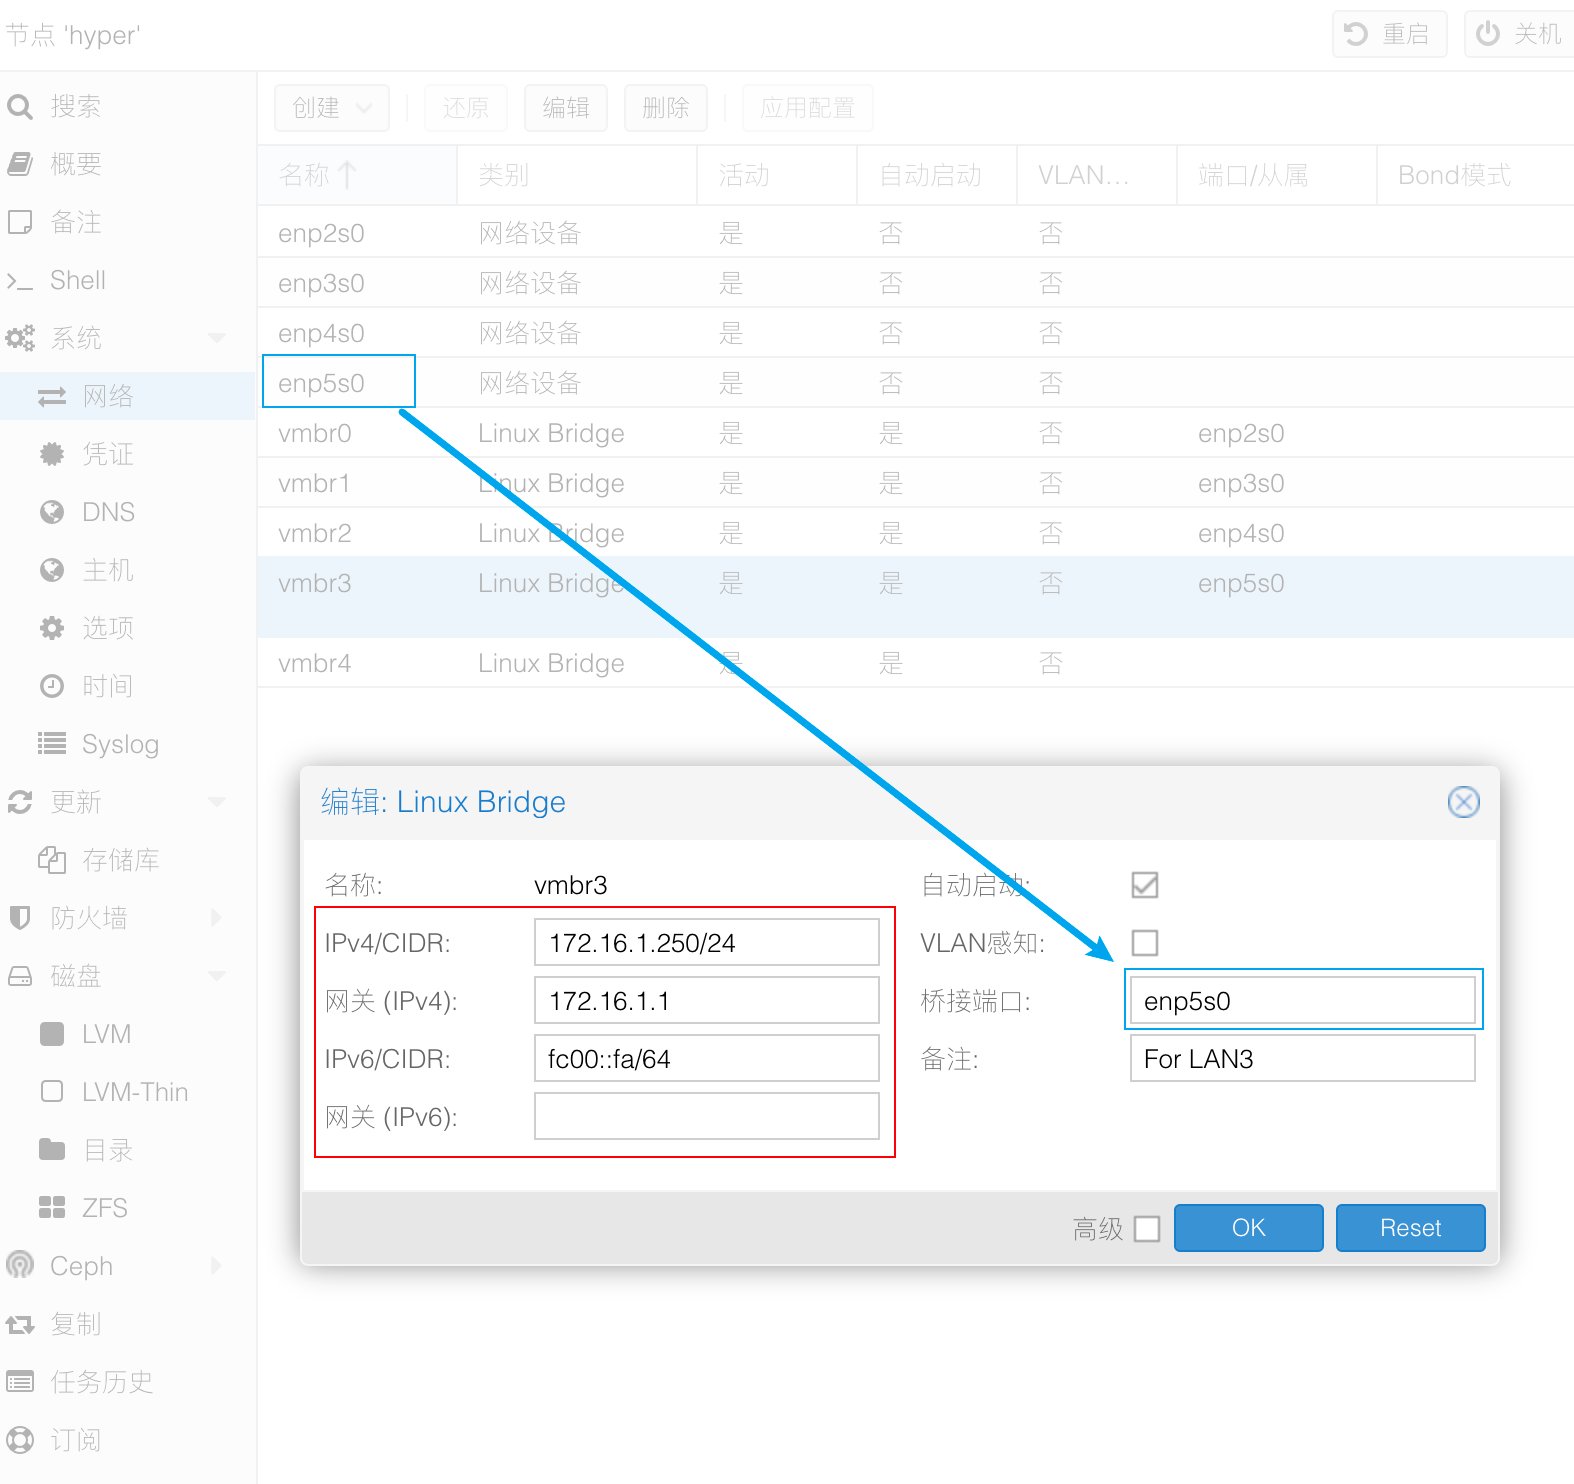 节点 'hyper'
重启
关机
搜索
概要
备注
Shell
系统
网络
凭证
DNS
主机
选项
时间
Syslog
更新
存储库
防火墙
磁盘
LVM
LVM-Thin
目录
ZFS
Ceph
复制
任务历史
订阅
创建 还原 编辑 删除 应用配置
名称 类别 活动 自动启动 VLAN… 端口/从属 Bond模式
enp2s0 网络设备 是 否 否
enp3s0 网络设备 是 否 否
enp4s0 网络设备 是 否 否
enp5s0 网络设备 是 否 否
vmbr0 Linux Bridge 是 是 否 enp2s0
vmbr1 Linux Bridge 是 是 否 enp3s0
vmbr2 Linux Bridge 是 是 否 enp4s0
vmbr3 Linux Bridge 是 是 否 enp5s0
vmbr4 Linux Bridge 是 是 否
编辑: Linux Bridge
名称: vmbr3
IPv4/CIDR: 172.16.1.250/24
网关 (IPv4): 172.16.1.1
IPv6/CIDR: fc00::fa/64
网关 (IPv6):
自动启动:
VLAN感知:
桥接端口: enp5s0
备注: For LAN3
高级 OK Reset